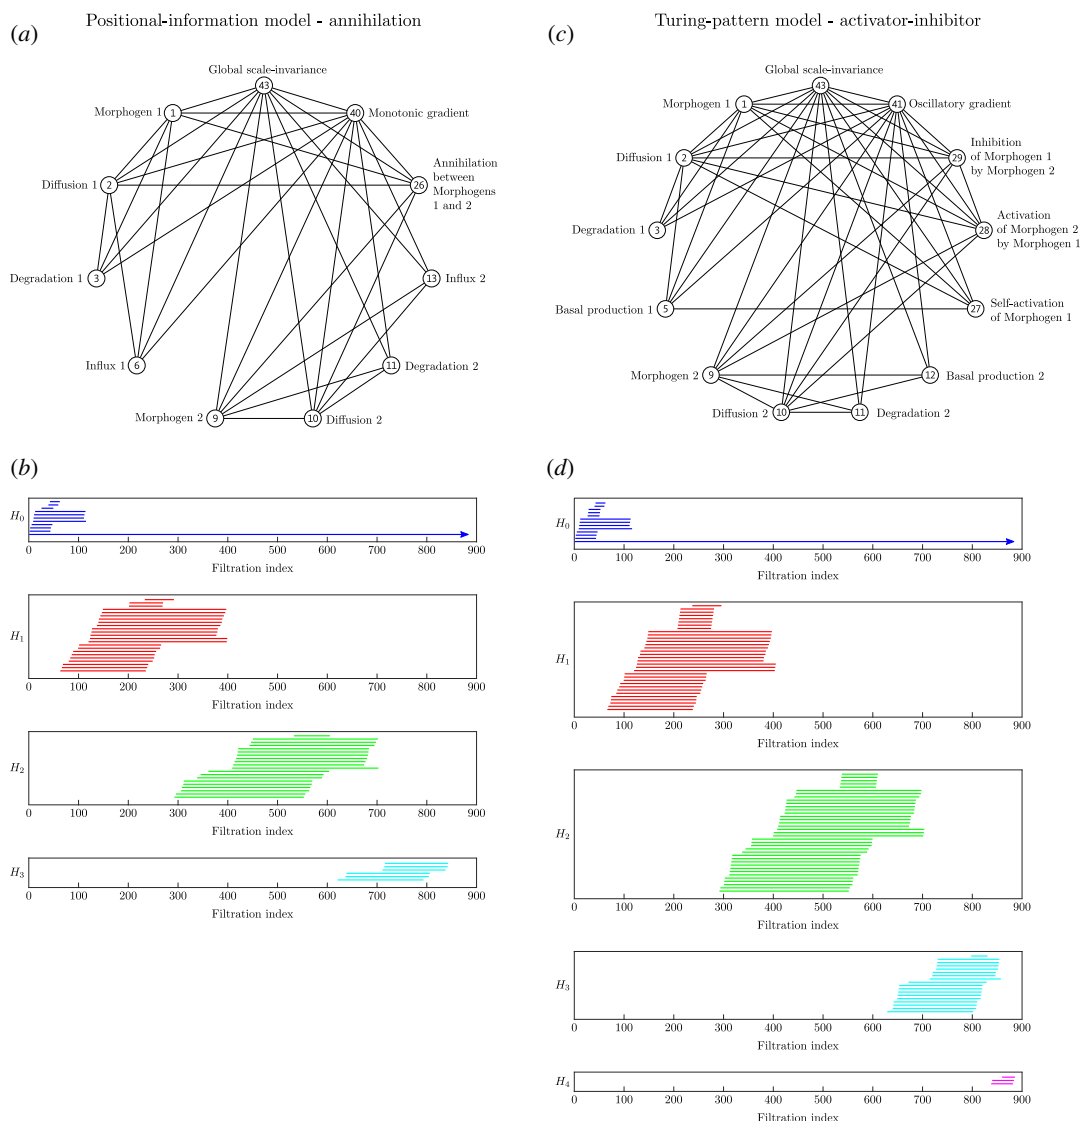 Positional-information model - annihilation
Turing-pattern model - activator-inhibitor
(a)
Global scale-invariance
43
Morphogen 1
1
40
Monotonic gradient
Diffusion 1
2
26
Annihilation
between
Morphogens
1 and 2
Degradation 1
3
13
Influx 2
Influx 1
6
11
Degradation 2
Morphogen 2
9
10
Diffusion 2
(c)
Global scale-invariance
43
Morphogen 1
1
41
Oscillatory gradient
Diffusion 1
2
29
Inhibition
of Morphogen 1
by Morphogen 2
Degradation 1
3
28
Activation
of Morphogen 2
by Morphogen 1
Basal production 1
5
27
Self-activation
of Morphogen 1
Morphogen 2
9
12
Basal production 2
Diffusion 2
10
11
Degradation 2
(b)
H0
0 100 200 300 400 500 600 700 800 900
Filtration index
H1
0 100 200 300 400 500 600 700 800 900
Filtration index
H2
0 100 200 300 400 500 600 700 800 900
Filtration index
H3
0 100 200 300 400 500 600 700 800 900
Filtration index
(d)
H0
0 100 200 300 400 500 600 700 800 900
Filtration index
H1
0 100 200 300 400 500 600 700 800 900
Filtration index
H2
0 100 200 300 400 500 600 700 800 900
Filtration index
H3
0 100 200 300 400 500 600 700 800 900
Filtration index
H4
0 100 200 300 400 500 600 700 800 900
Filtration index